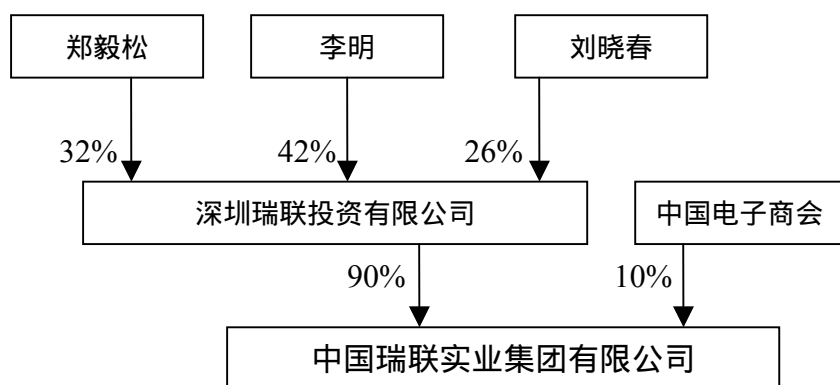 郑毅松
李明
刘晓春
32%
42%
26%
深圳瑞联投资有限公司
中国电子商会
90%
10%
中国瑞联实业集团有限公司